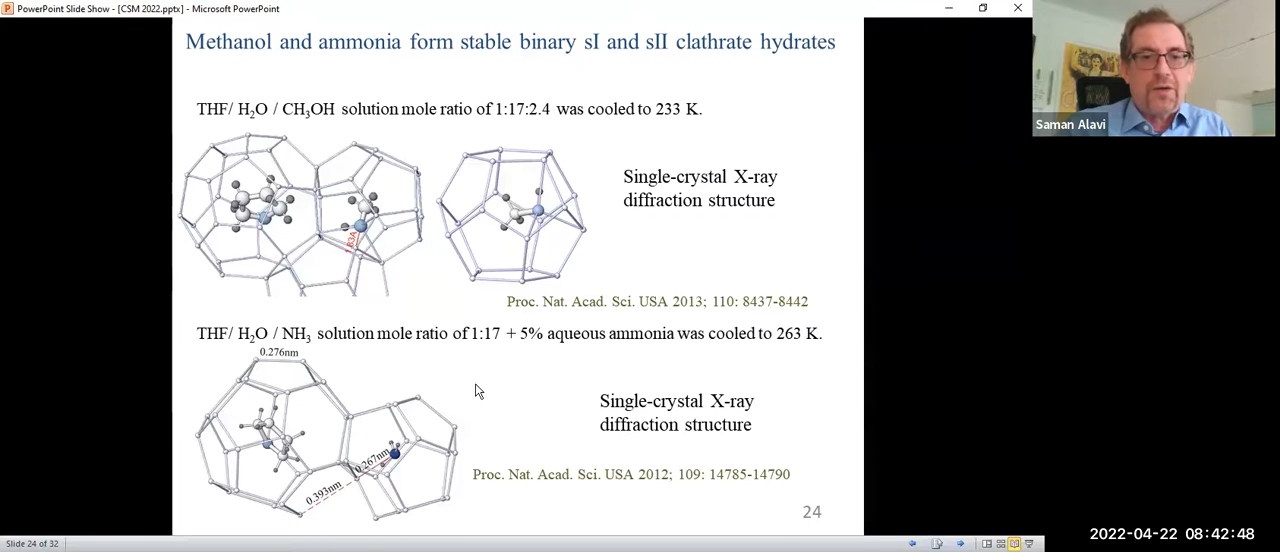 PowerPoint Slide Show - [CSM 2022.pptx] - Microsoft PowerPoint
Methanol and ammonia form stable binary sI and sII clathrate hydrates
THF/ H₂O / CH₃OH solution mole ratio of 1:17:2.4 was cooled to 233 K.
Saman Alavi
Single-crystal X-ray
diffraction structure
1.83A
Proc. Nat. Acad. Sci. USA 2013; 110: 8437-8442
THF/ H₂O / NH₃ solution mole ratio of 1:17 + 5% aqueous ammonia was cooled to 263 K.
0.276nm
Single-crystal X-ray
diffraction structure
0.267nm
0.393nm
Proc. Nat. Acad. Sci. USA 2012; 109: 14785-14790
24
Slide 24 of 32
2022-04-22 08:42:48